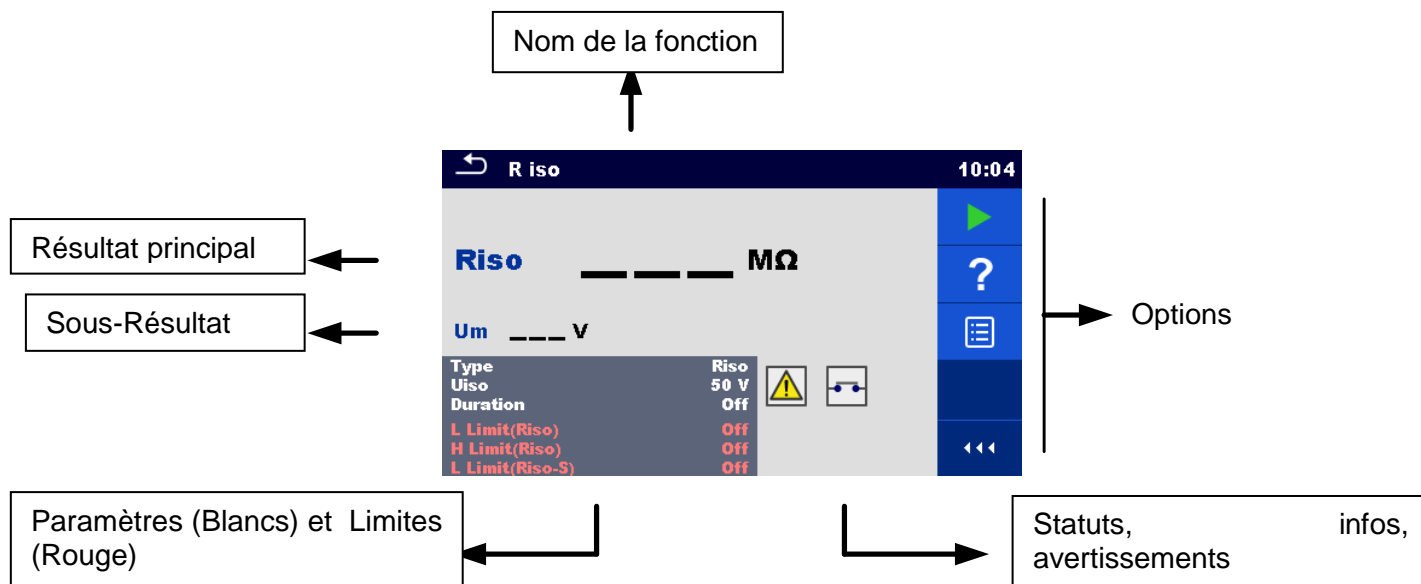 Nom de la fonction
R iso 10:04
Résultat principal
Riso ___ MΩ
?
Sous-Résultat
Um ___ V
Options
Type Riso
Uiso 50 V
Duration Off
L Limit(Riso) Off
H Limit(Riso) Off
L Limit(Riso-S) Off
Paramètres (Blancs) et Limites
(Rouge)
Statuts, infos,
avertissements